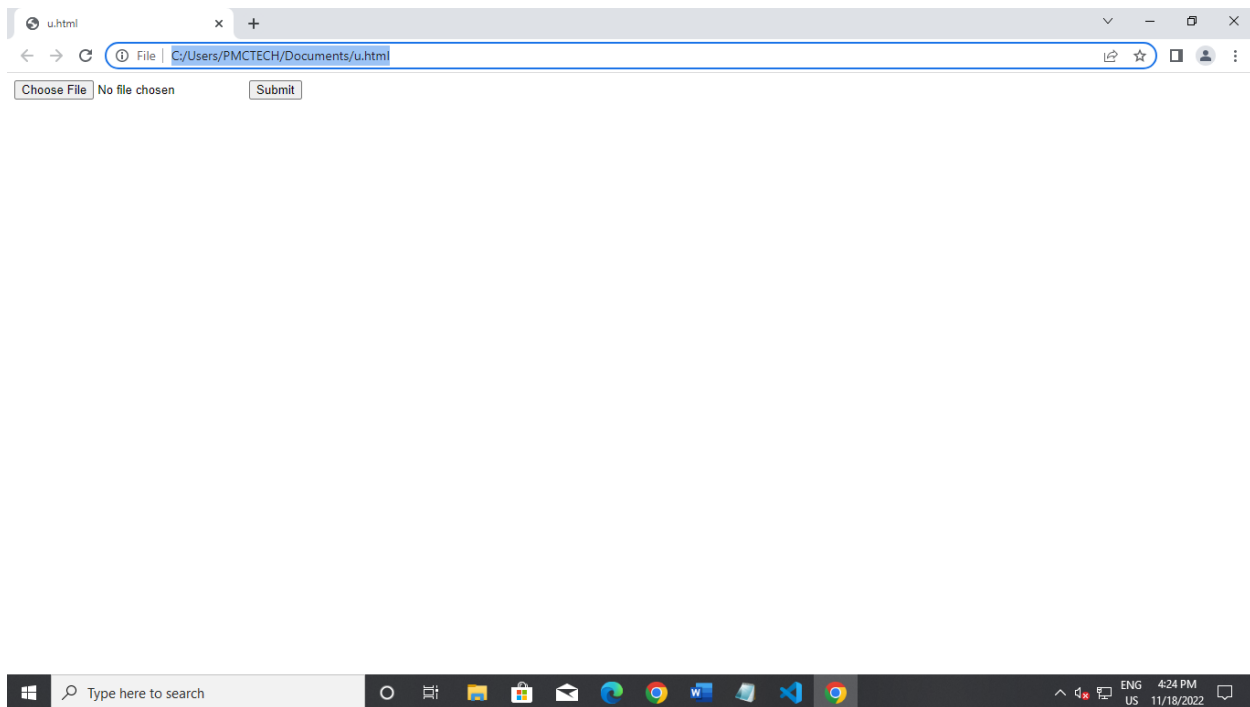 u.html
File C:/Users/PMCTECH/Documents/u.html
Choose File No file chosen Submit
Type here to search
ENG 4:24 PM
US 11/18/2022